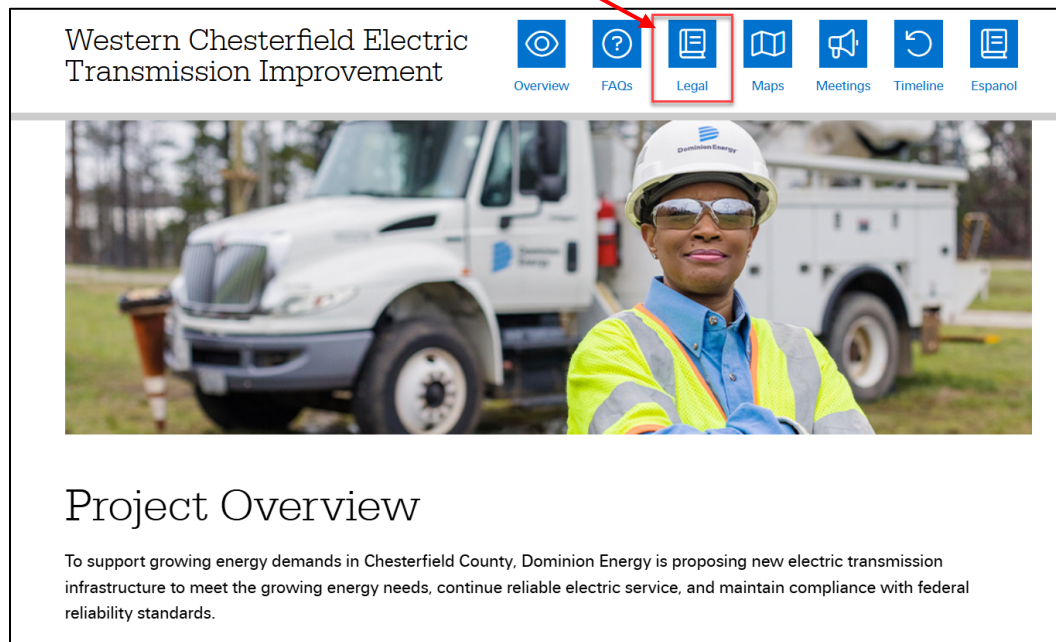 Western Chesterfield Electric
Transmission Improvement
Overview
FAQs
Legal
Maps
Meetings
Timeline
Espanol
Dominion Energy
Dominion
Energy
Project Overview
To support growing energy demands in Chesterfield County, Dominion Energy is proposing new electric transmission
infrastructure to meet the growing energy needs, continue reliable electric service, and maintain compliance with federal
reliability standards.